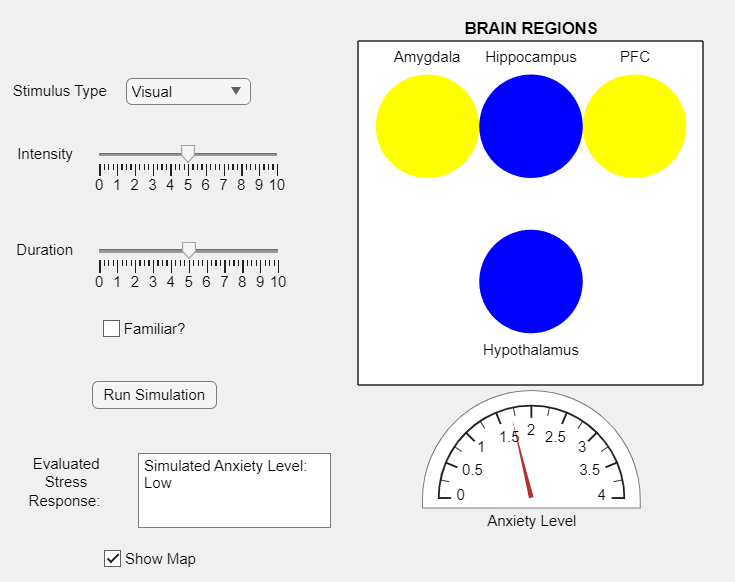 BRAIN REGIONS
Amygdala Hippocampus PFC
Stimulus Type Visual
Intensity
0 1 2 3 4 5 6 7 8 9 10
Duration
0 1 2 3 4 5 6 7 8 9 10
Familiar?
Hypothalamus
Run Simulation
0 0.5 1 1.5 2 2.5 3 3.5 4
Anxiety Level
Evaluated
Stress
Response:
Simulated Anxiety Level:
Low
Show Map